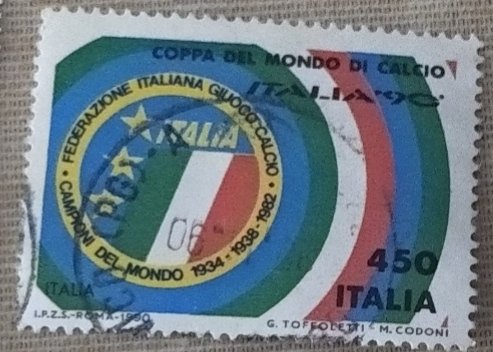 COPPA DEL MONDO DI CALCIO
ITALIA '90
FEDERAZIONE ITALIANA GIUOCO CALCIO
ITALIA
CAMPIONI DEL MONDO 1934-1938-1982
450
ITALIA
ITALIA
I.P.Z.S.-ROMA-1990
G. TOFFOLETTI - M. CODONI